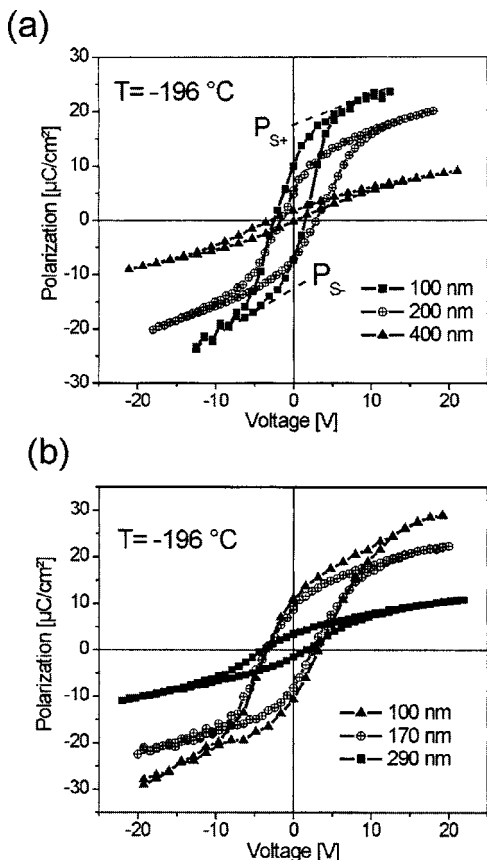 (a)
30
T= -196 °C
20
P_S+
10
0
-10
P_S-
-20
-30
100 nm
200 nm
400 nm
Polarization [µC/cm²]
-20 -10 0 10 20
Voltage [V]
(b)
30
T= -196 °C
20
10
0
-10
-20
-30
100 nm
170 nm
290 nm
Polarization [µC/cm²]
-20 -10 0 10 20
Voltage [V]